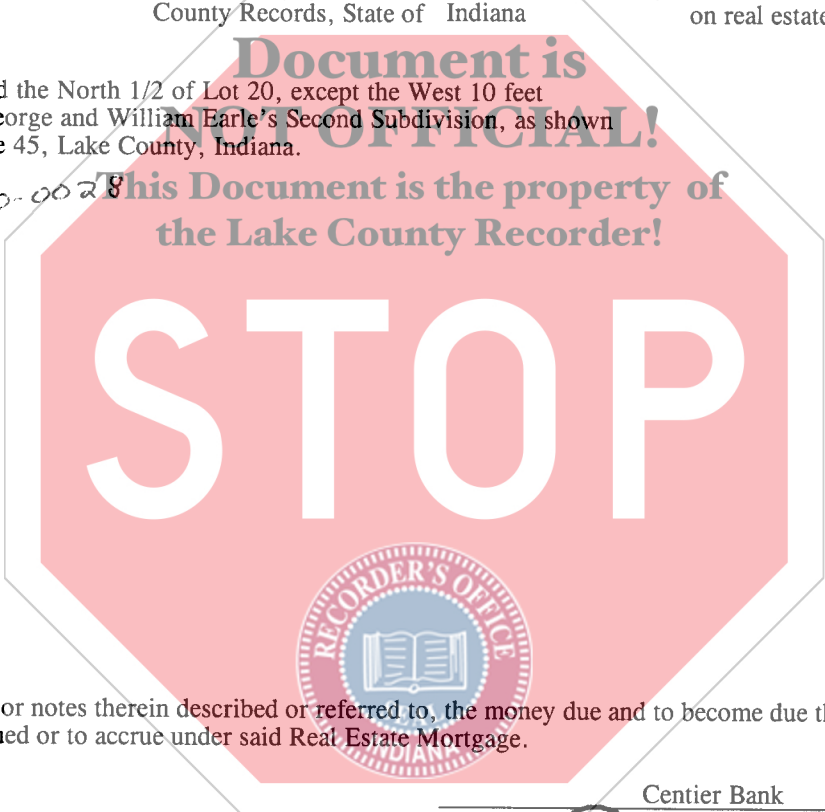 County Records, State of Indiana on real estate
Document is
d the North 1/2 of Lot 20, except the West 10 feet
eorge and William Earle's Second Subdivision, as shown
NOT OFFICIAL!
e 45, Lake County, Indiana.
-0028
This Document is the property of
the Lake County Recorder!
STOP
RECORDER'S OFFICE
or notes therein described or referred to, the money due and to become due th
ued or to accrue under said Real Estate Mortgage.
INDIANA
Centier Bank